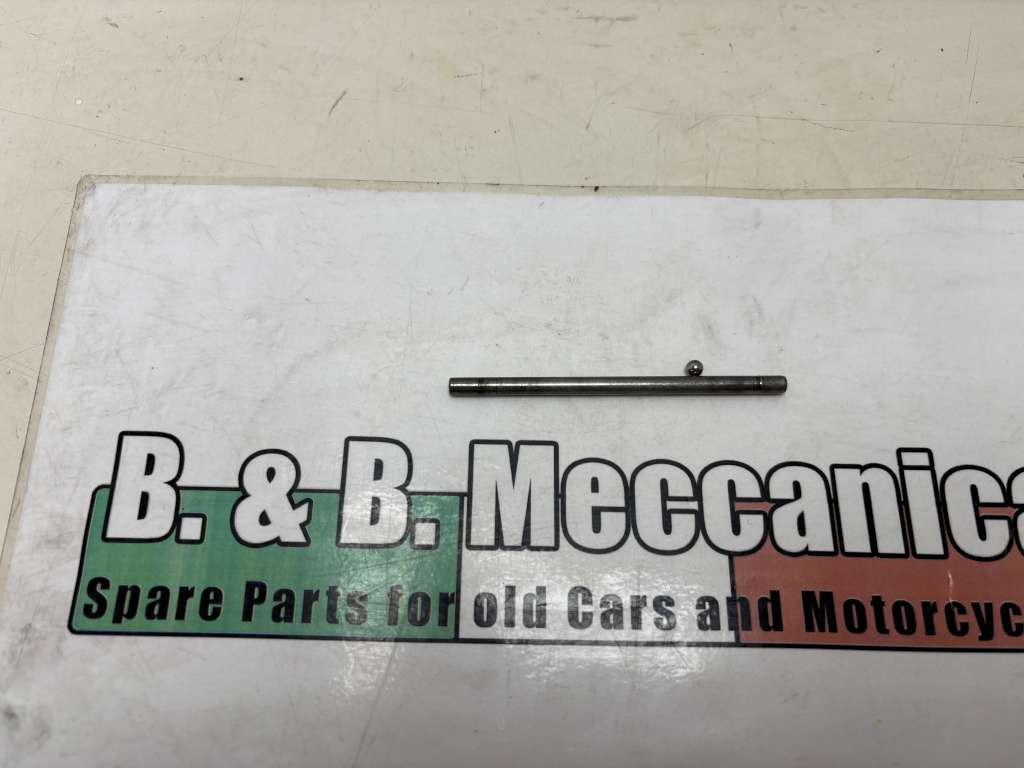 B. & B. Meccanica
Spare Parts for old Cars and Motorcyc